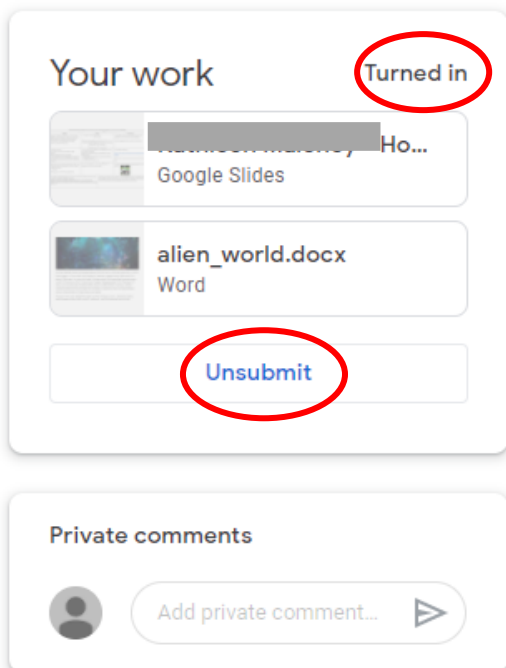 Your work
Turned in
Ho...
Google Slides
alien_world.docx
Word
Unsubmit
Private comments
Add private comment...